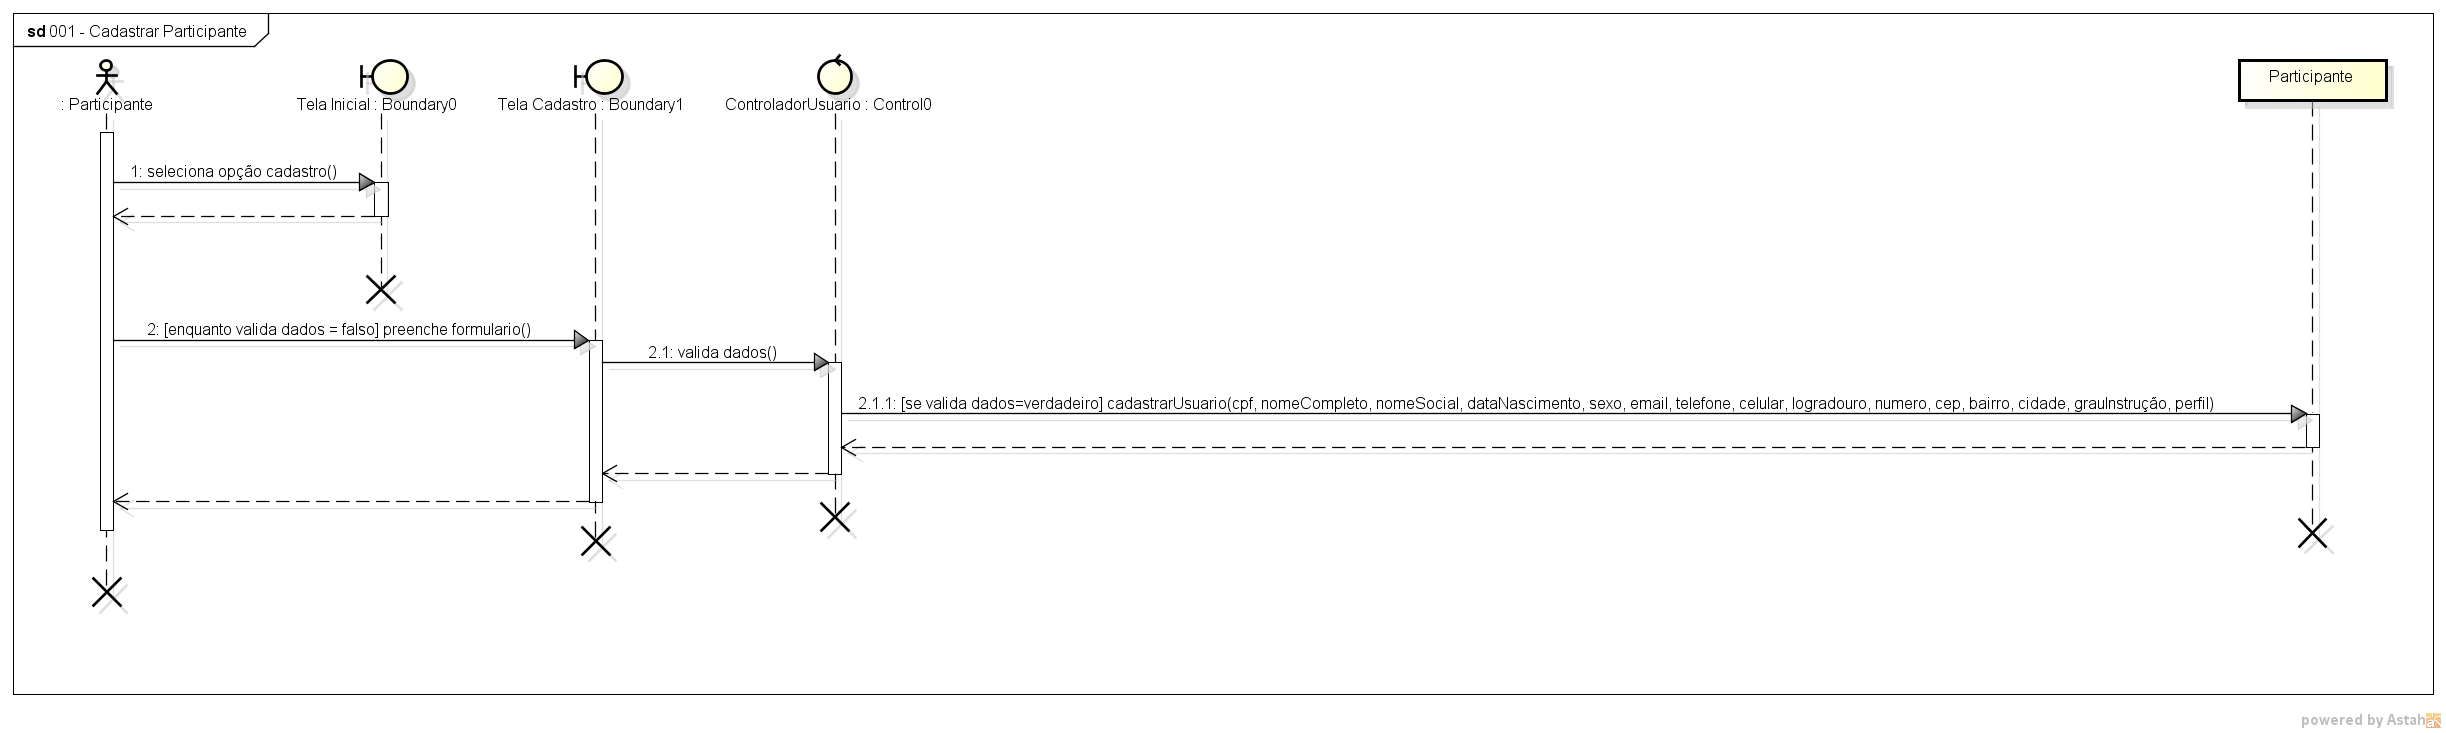 sd 001 - Cadastrar Participante
: Participante
Tela Inicial : Boundary0
Tela Cadastro : Boundary1
ControladorUsuario : Control0
Participante
1: seleciona opção cadastro()
2: [enquanto valida dados = falso] preenche formulario()
2.1: valida dados()
2.1.1: [se valida dados=verdadeiro] cadastrarUsuario(cpf, nomeCompleto, nomeSocial, dataNascimento, sexo, email, telefone, celular, logradouro, numero, cep, bairro, cidade, grauInstrução, perfil)
powered by Astah